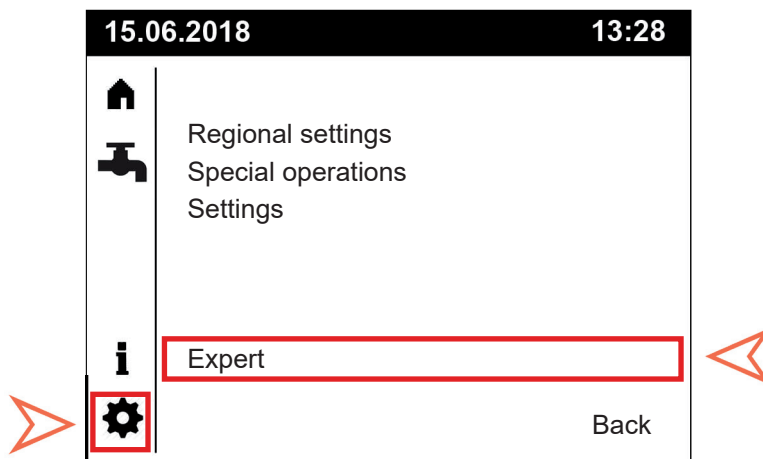 15.06.2018 13:28
Regional settings
Special operations
Settings
Expert
Back